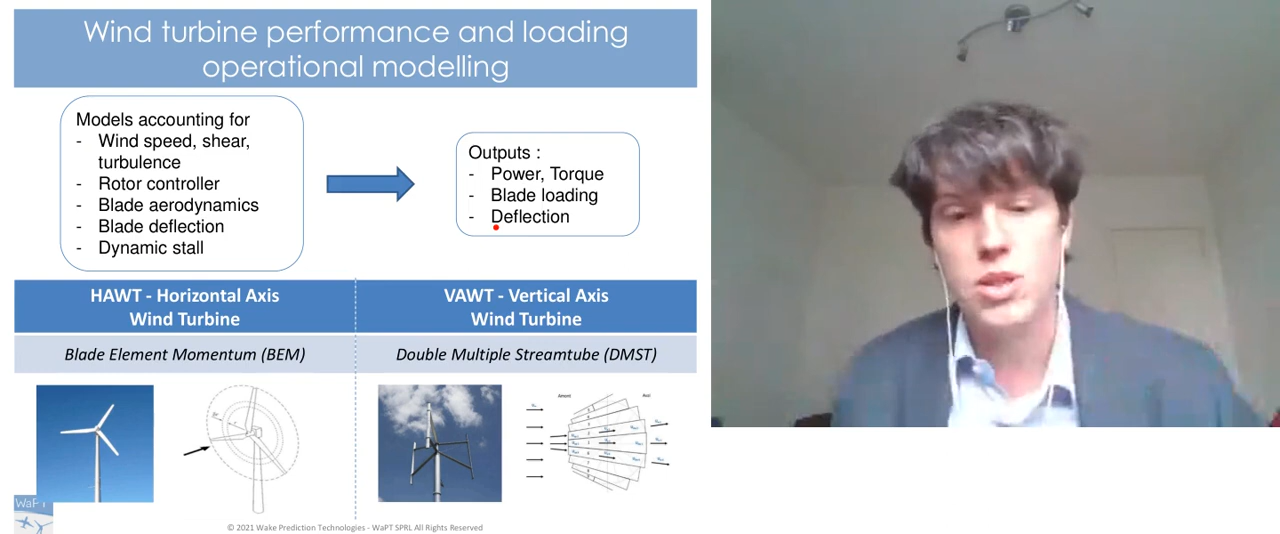 Wind turbine performance and loading
operational modelling
Models accounting for
- Wind speed, shear,
turbulence
- Rotor controller
- Blade aerodynamics
- Blade deflection
- Dynamic stall
Outputs :
- Power, Torque
- Blade loading
- Deflection
HAWT - Horizontal Axis
Wind Turbine
VAWT - Vertical Axis
Wind Turbine
Blade Element Momentum (BEM)
Double Multiple Streamtube (DMST)
WaPT
© 2021 Wake Prediction Technologies - WaPT SPRL All Rights Reserved